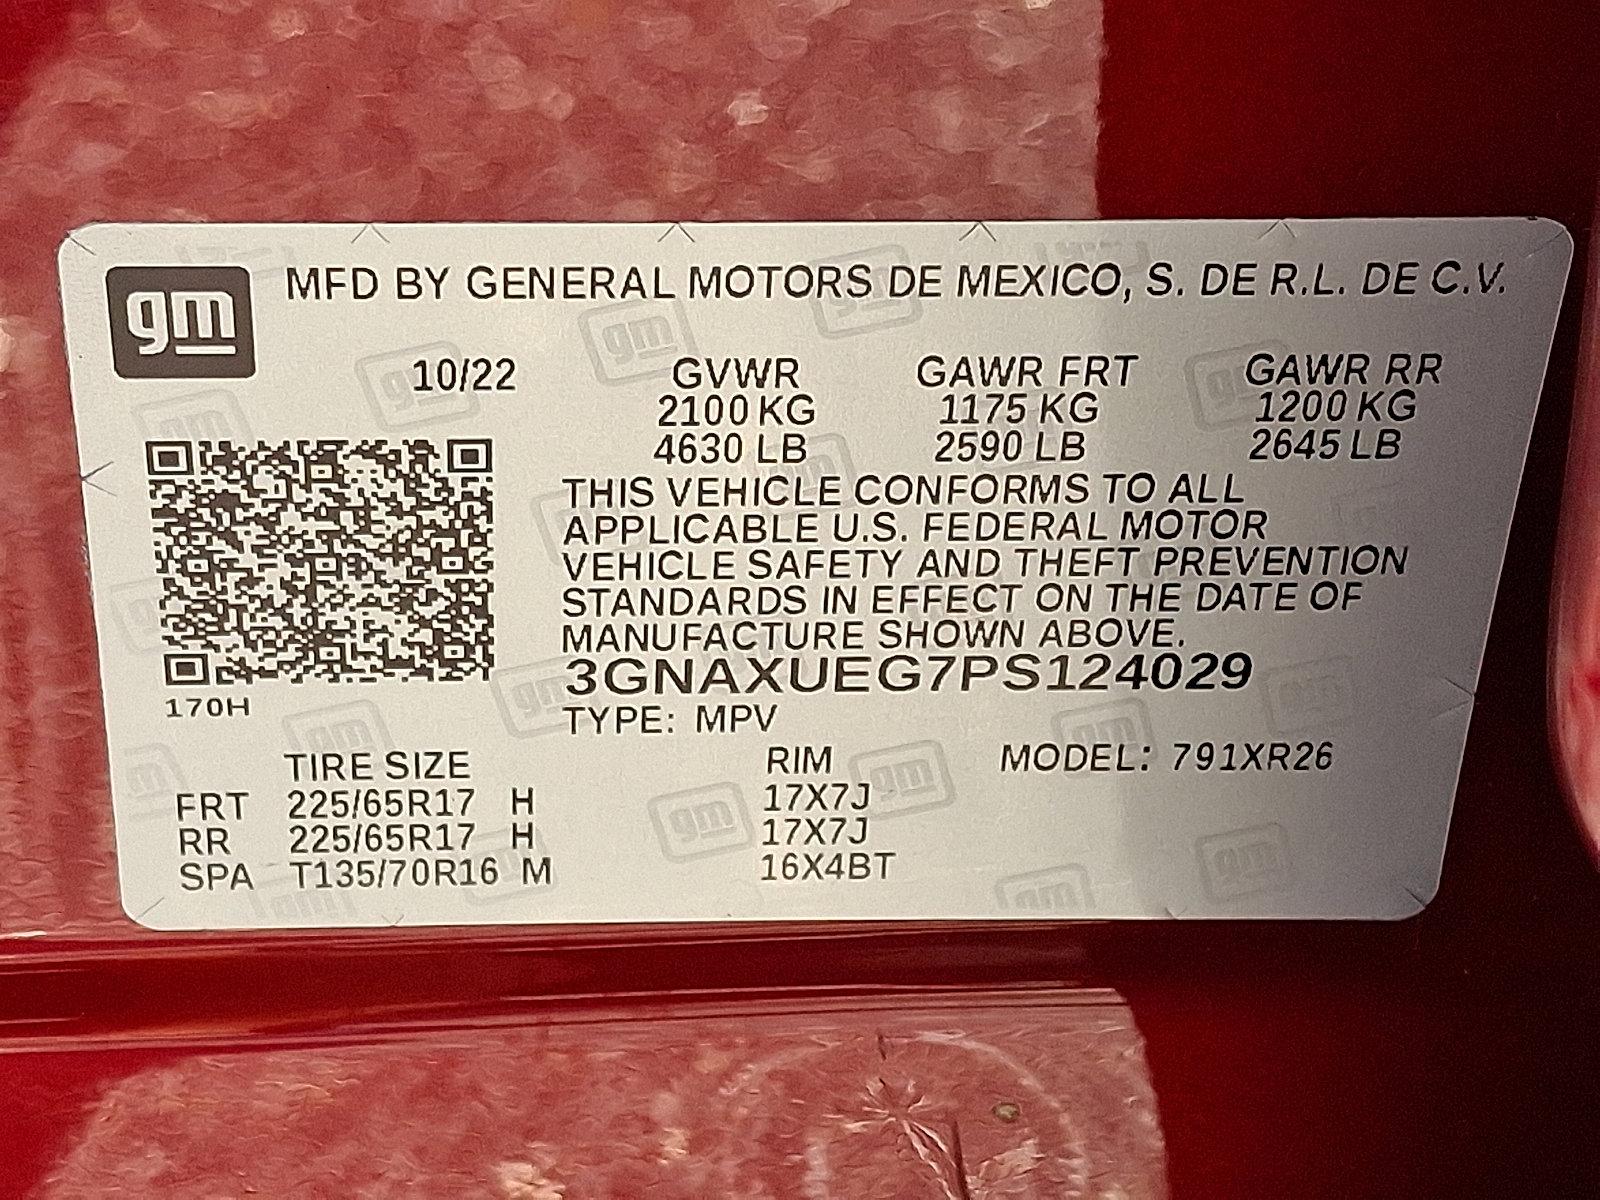 gm
MFD BY GENERAL MOTORS DE MEXICO, S. DE R.L. DE C.V.
10/22 GVWR GAWR FRT GAWR RR
2100 KG 1175 KG 1200 KG
4630 LB 2590 LB 2645 LB
THIS VEHICLE CONFORMS TO ALL
APPLICABLE U.S. FEDERAL MOTOR
VEHICLE SAFETY AND THEFT PREVENTION
STANDARDS IN EFFECT ON THE DATE OF
MANUFACTURE SHOWN ABOVE.
3GNAXUEG7PS124029
170H
TYPE: MPV
TIRE SIZE RIM MODEL: 791XR26
FRT 225/65R17 H 17X7J
RR 225/65R17 H 17X7J
SPA T135/70R16 M 16X4BT